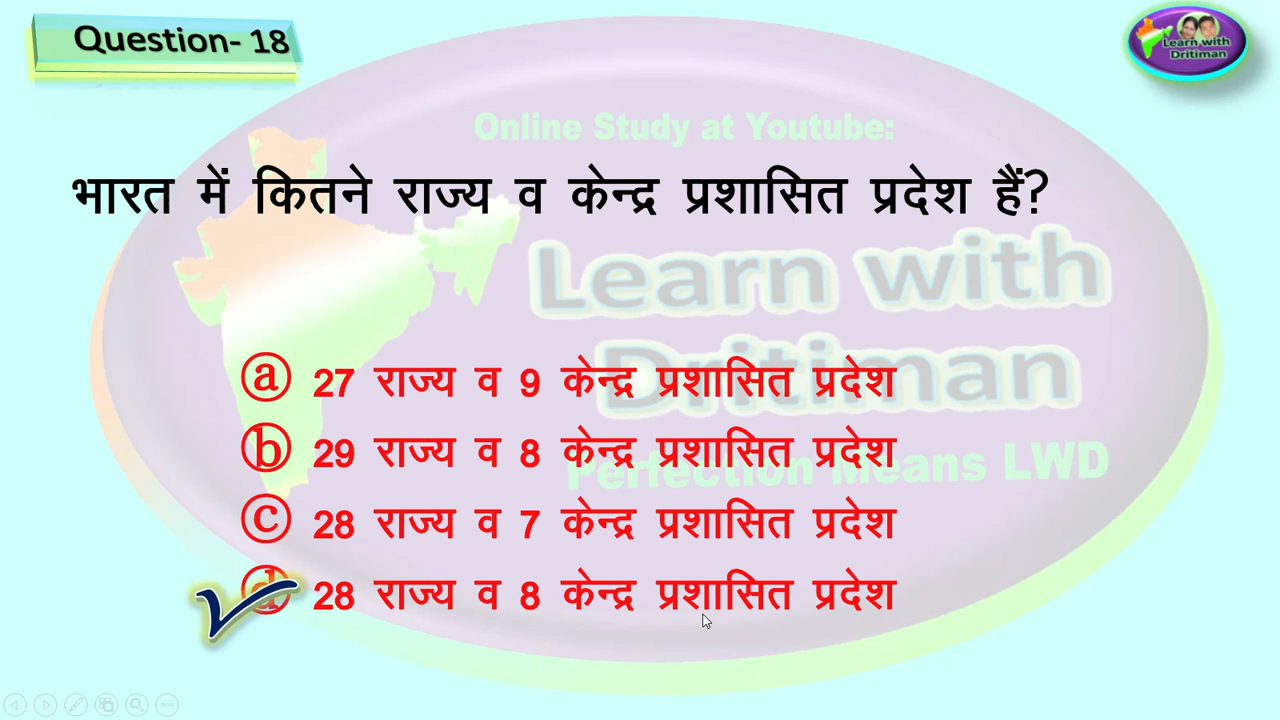 Question- 18
Learn with
Dritiman
Online Study at Youtube:
भारत में कितने राज्य व केन्द्र प्रशासित प्रदेश हैं?
Learn with
Dritiman
ⓐ 27 राज्य व 9 केन्द्र प्रशासित प्रदेश
ⓑ 29 राज्य व 8 केन्द्र प्रशासित प्रदेश
Perfection Means LWD
ⓒ 28 राज्य व 7 केन्द्र प्रशासित प्रदेश
ⓓ 28 राज्य व 8 केन्द्र प्रशासित प्रदेश